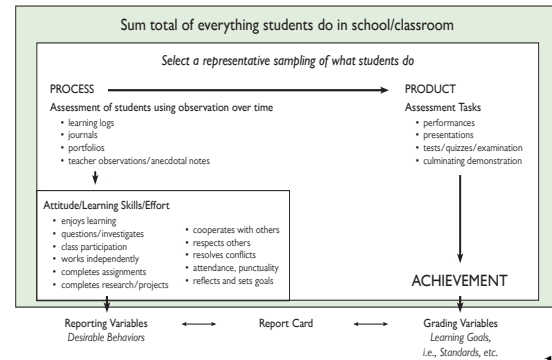 Sum total of everything students do in school/classroom
Select a representative sampling of what students do
PROCESS
Assessment of students using observation over time
• learning logs
• journals
• portfolios
• teacher observations/anecdotal notes
PRODUCT
Assessment Tasks
• performances
• presentations
• tests/quizzes/examination
• culminating demonstration
Attitude/Learning Skills/Effort
• enjoys learning
• questions/investigates
• class participation
• works independently
• completes assignments
• completes research/projects
• cooperates with others
• respects others
• resolves conflicts
• attendance, punctuality
• reflects and sets goals
ACHIEVEMENT
Reporting Variables
Desirable Behaviors
Report Card
Grading Variables
Learning Goals,
i.e., Standards, etc.